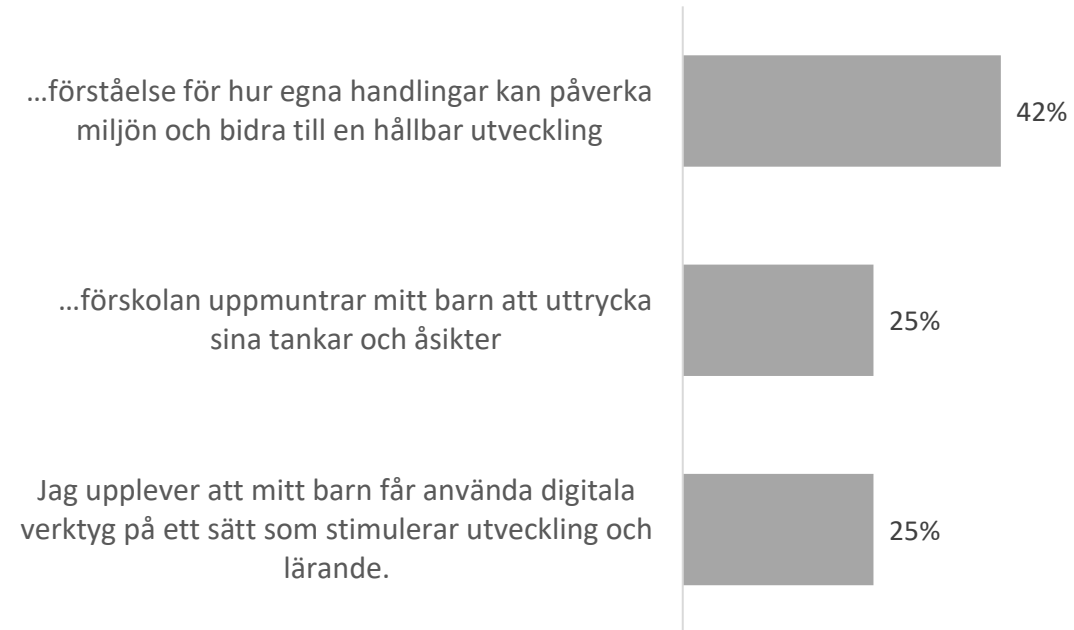 ...förståelse för hur egna handlingar kan påverka
miljön och bidra till en hållbar utveckling
42%
...förskolan uppmuntrar mitt barn att uttrycka
sina tankar och åsikter
25%
Jag upplever att mitt barn får använda digitala
verktyg på ett sätt som stimulerar utveckling och
lärande.
25%